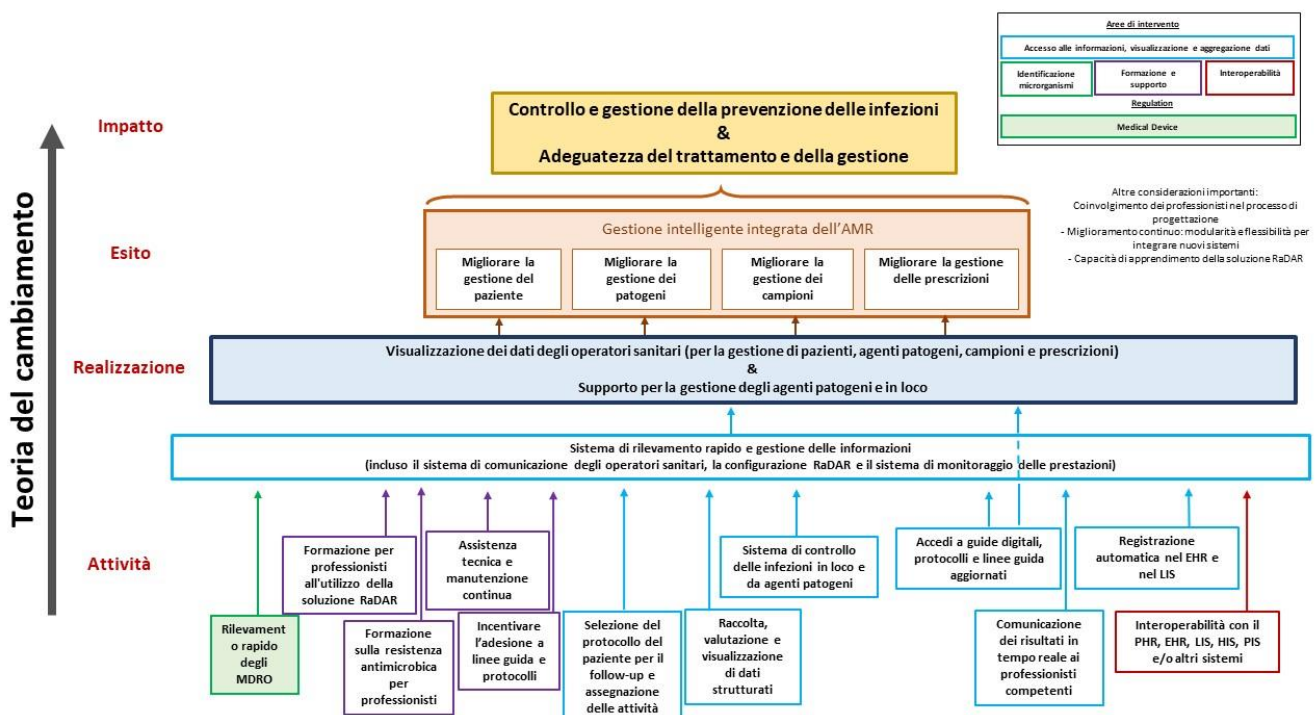 Aree di intervento
Accesso alle informazioni, visualizzazione e aggregazione dati
Identificazione
microrganismi
Formazione e
supporto
Interoperabilità
Regulation
Medical Device
Teoria del cambiamento
Impatto
Controllo e gestione della prevenzione delle infezioni
&
Adeguatezza del trattamento e della gestione
Altre considerazioni importanti:
Coinvolgimento dei professionisti nel processo di
progettazione
- Miglioramento continuo: modularità e flessibilità per
integrare nuovi sistemi
- Capacità di apprendimento della soluzione RaDAR
Esito
Gestione intelligente integrata dell'AMR
Migliorare la
gestione del
paziente
Migliorare la
gestione dei
patogeni
Migliorare la
gestione dei
campioni
Migliorare la gestione
delle prescrizioni
Realizzazione
Visualizzazione dei dati degli operatori sanitari (per la gestione di pazienti, agenti patogeni, campioni e prescrizioni)
&
Supporto per la gestione degli agenti patogeni e in loco
Sistema di rilevamento rapido e gestione delle informazioni
(incluso il sistema di comunicazione degli operatori sanitari, la configurazione RaDAR e il sistema di monitoraggio delle prestazioni)
Attività
Rilevament
o rapido
degli
MDRO
Formazione per
professionisti
all'utilizzo della
soluzione RaDAR
Formazione
sulla resistenza
antimicrobica
per
professionisti
Assistenza
tecnica e
manutenzione
continua
Incentivare
l'adesione a
linee guida e
protocolli
Selezione del
protocollo del
paziente per il
follow-up e
assegnazione
delle attività
Raccolta,
valutazione e
visualizzazione
di dati
strutturati
Sistema di controllo
delle infezioni in loco e
da agenti patogeni
Accedi a guide digitali,
protocolli e linee guida
aggiornati
Comunicazione
dei risultati in
tempo reale ai
professionisti
competenti
Registrazione
automatica nel EHR e
nel LIS
Interoperabilità con il
PHR, EHR, LIS, HIS, PIS
e/o altri sistemi